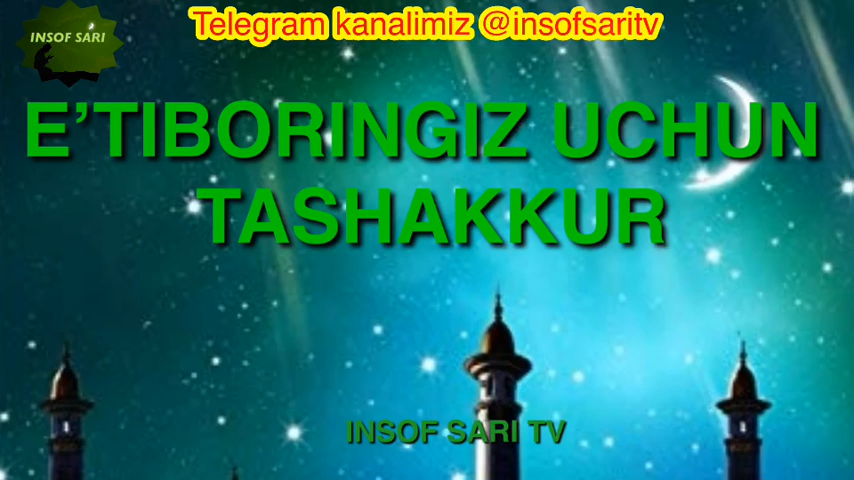 Telegram kanalimiz @insofsaritv
INSOF SARI
E’TIBORINGIZ UCHUN
TASHAKKUR
INSOF SARI TV